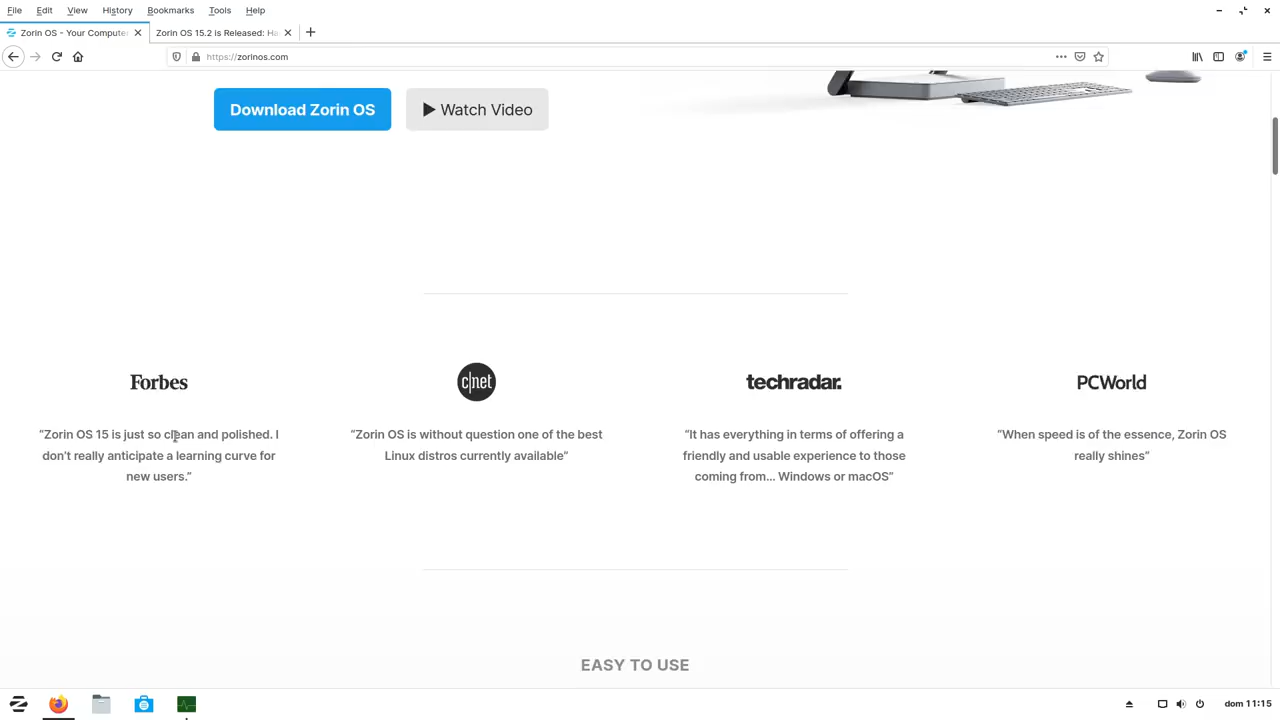 File Edit View History Bookmarks Tools Help
Zorin OS - Your Computer
Zorin OS 15.2 is Released: Ha
https://zorinos.com
Download Zorin OS
Watch Video
Forbes
“Zorin OS 15 is just so clean and polished. I
don’t really anticipate a learning curve for
new users.”
c|net
“Zorin OS is without question one of the best
Linux distros currently available”
techradar.
“It has everything in terms of offering a
friendly and usable experience to those
coming from... Windows or macOS”
PCWorld
“When speed is of the essence, Zorin OS
really shines”
EASY TO USE
dom 11:15